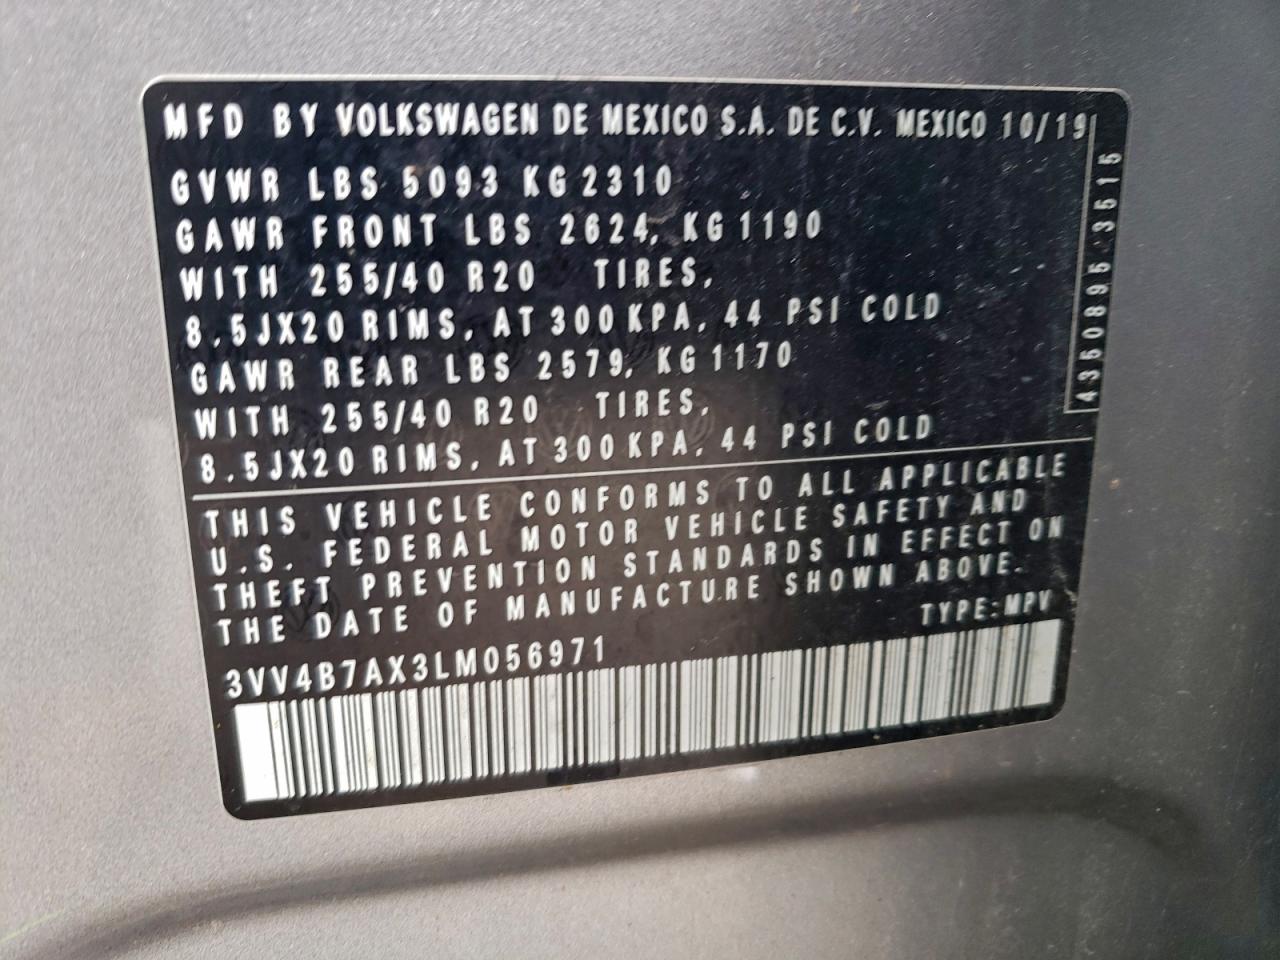 MFD BY VOLKSWAGEN DE MEXICO S.A. DE C.V. MEXICO 10/19
GVWR LBS 5093 KG 2310
GAWR FRONT LBS 2624, KG 1190
WITH 255/40 R20 TIRES,
8.5JX20 RIMS, AT 300 KPA, 44 PSI COLD
GAWR REAR LBS 2579, KG 1170
WITH 255/40 R20 TIRES,
8.5JX20 RIMS, AT 300 KPA, 44 PSI COLD
4360895 3515
THIS VEHICLE CONFORMS TO ALL APPLICABLE
U.S. FEDERAL MOTOR VEHICLE SAFETY AND
THEFT PREVENTION STANDARDS IN EFFECT ON
THE DATE OF MANUFACTURE SHOWN ABOVE.
TYPE:MPV
3VV4B7AX3LM056971